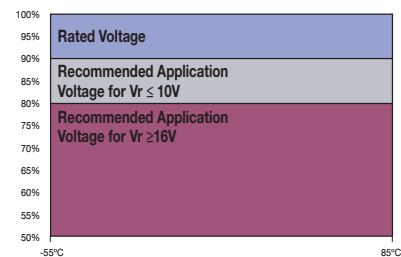 100%
95%
90%
85%
80%
75%
70%
65%
60%
55%
50%
Rated Voltage
Recommended Application
Voltage for Vr ≤ 10V
Recommended Application
Voltage for Vr ≥16V
-55ºC
85ºC